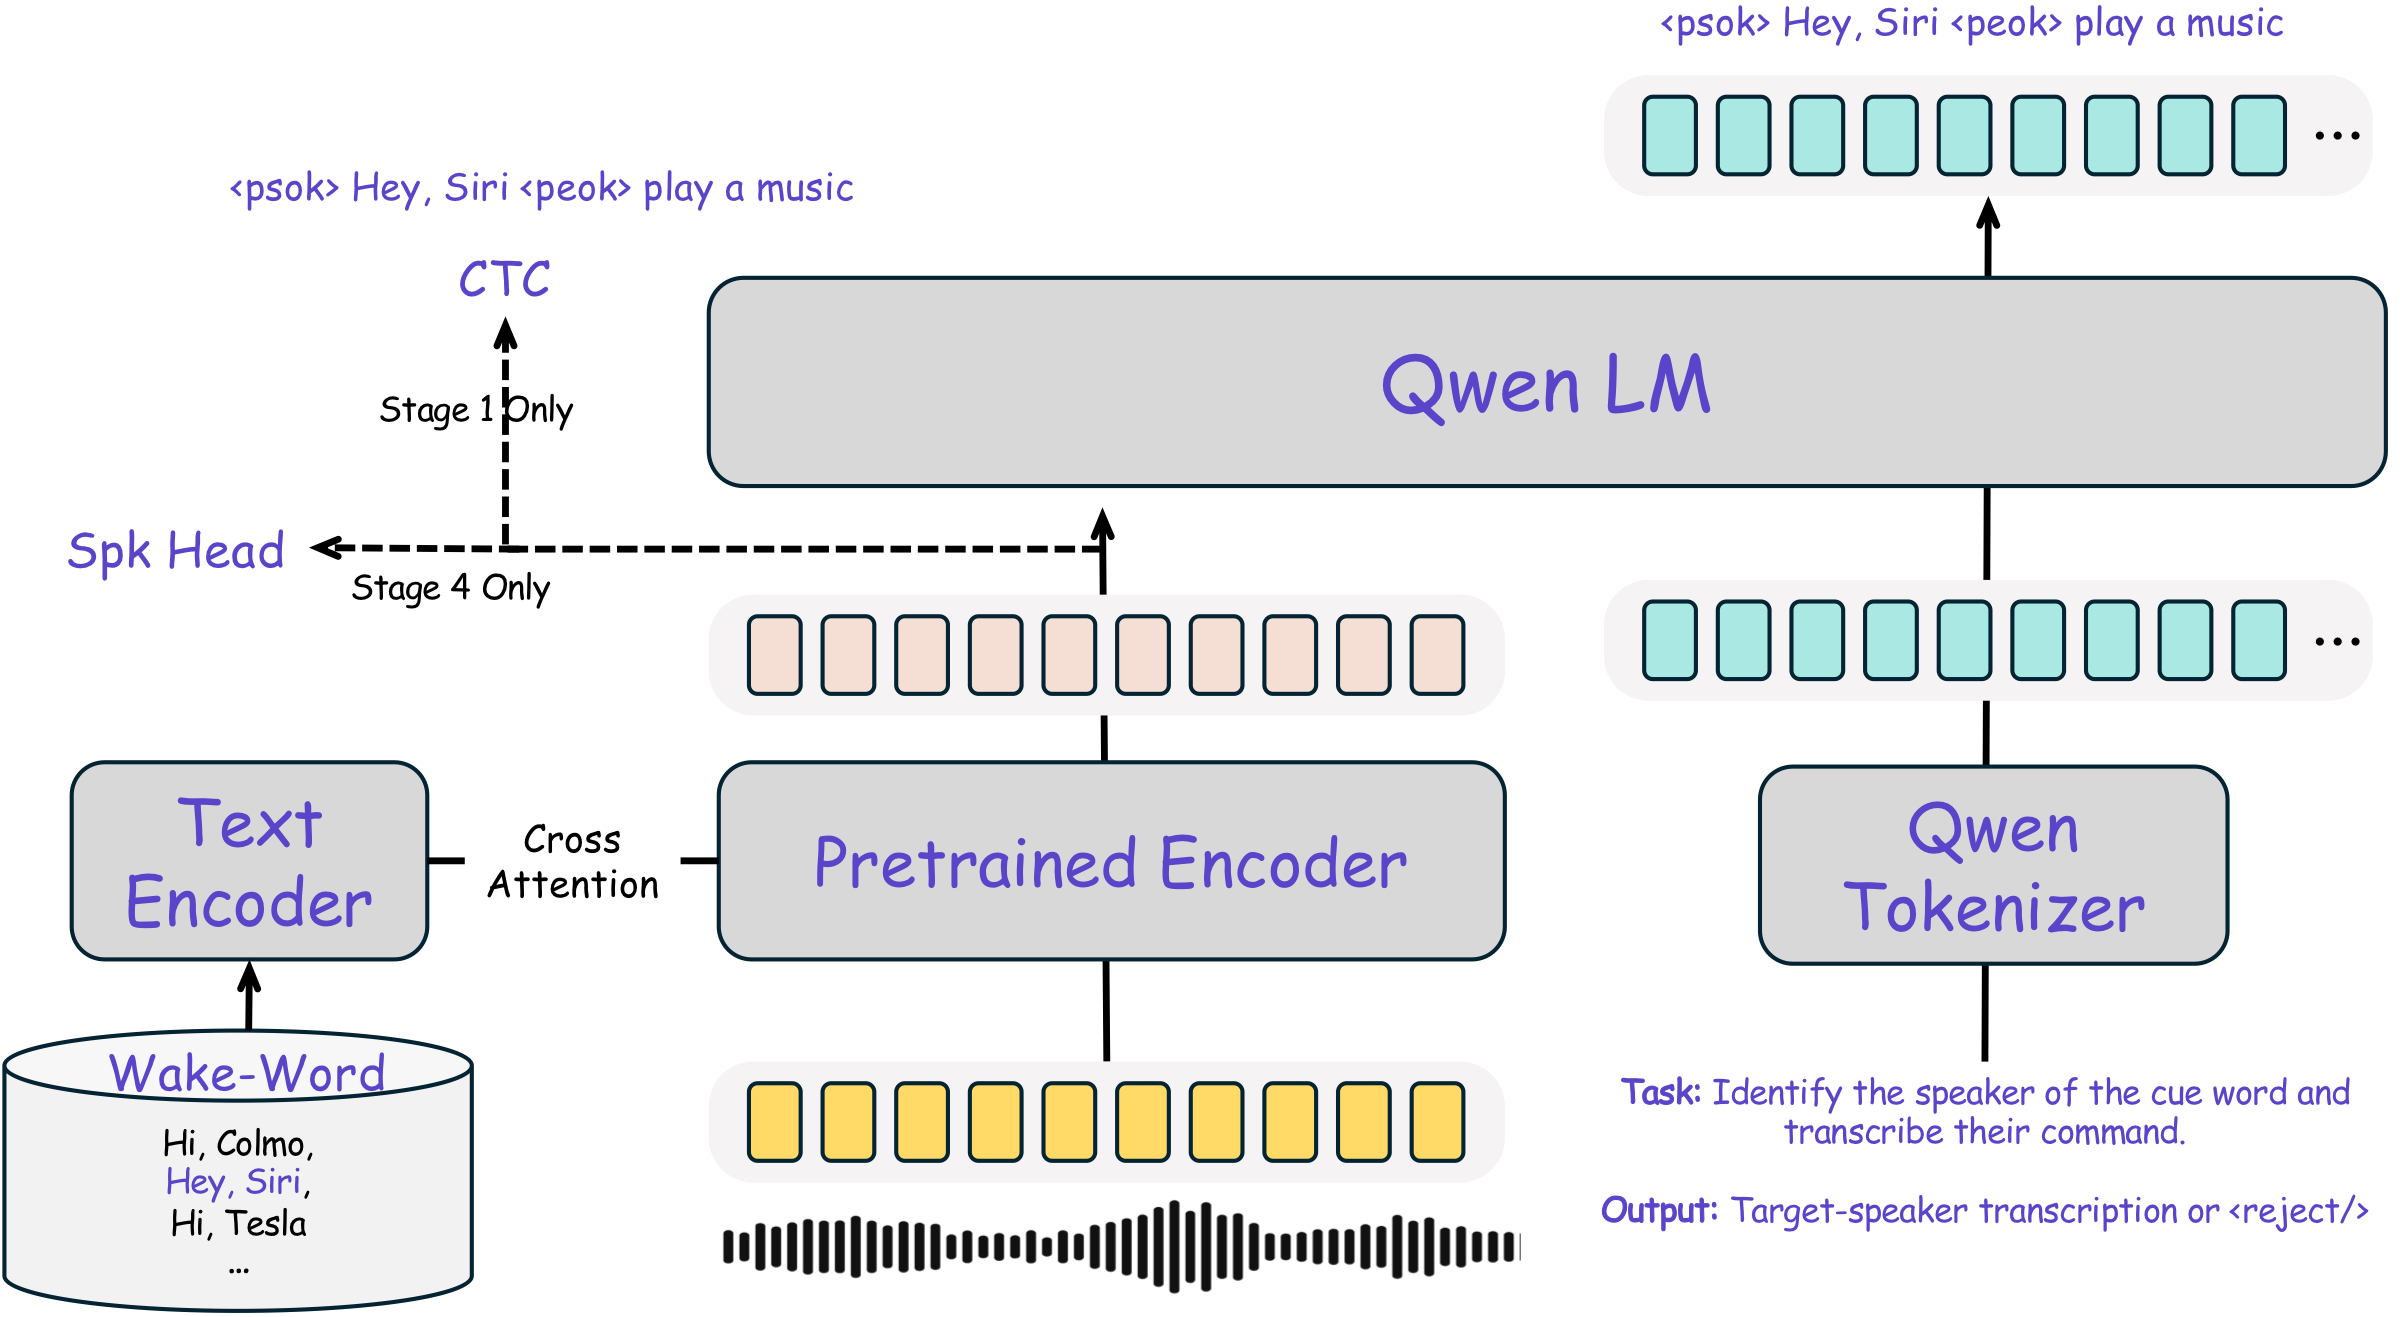 <psok> Hey, Siri <peok> play a music
<psok> Hey, Siri <peok> play a music
CTC
Stage 1 Only
Qwen LM
Spk Head
Stage 4 Only
Text
Encoder
Cross
Attention
Pretrained Encoder
Qwen
Tokenizer
Wake-Word
Hi, Colmo,
Hey, Siri,
Hi, Tesla
...
Task: Identify the speaker of the cue word and
transcribe their command.
Output: Target-speaker transcription or <reject/>